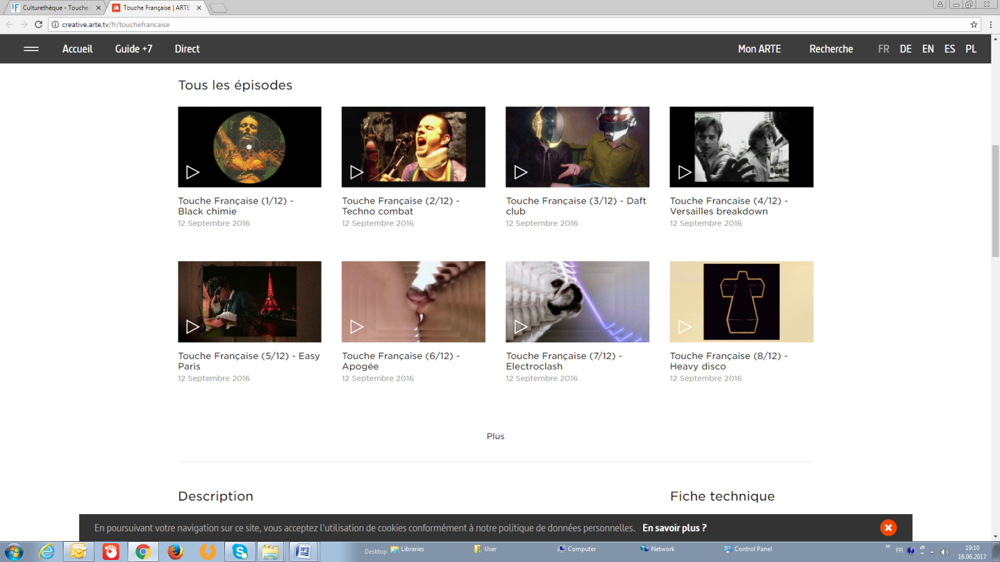 Culturethèque - Touche
Touche Française | ARTE
creative.arte.tv/fr/touchefrancaise
Accueil Guide +7 Direct Mon ARTE Recherche FR DE EN ES PL
Tous les épisodes
MOTOR BASS
Touche Française (1/12) -
Black chimie
12 Septembre 2016
Touche Française (2/12) -
Techno combat
12 Septembre 2016
Touche Française (3/12) - Daft
club
12 Septembre 2016
Touche Francaise (4/12) -
Versailles breakdown
12 Septembre 2016
Touche Française (5/12) - Easy
Paris
12 Septembre 2016
Touche Française (6/12) -
Apogée
12 Septembre 2016
Touche Française (7/12) -
Electroclash
12 Septembre 2016
Touche Française (8/12) -
Heavy disco
12 Septembre 2016
Plus
Description
Fiche technique
En poursuivant votre navigation sur ce site, vous acceptez l'utilisation de cookies conformément à notre politique de données personnelles. En savoir plus ?
Desktop Libraries User Computer Network Control Panel FR 19:10
16.06.2017